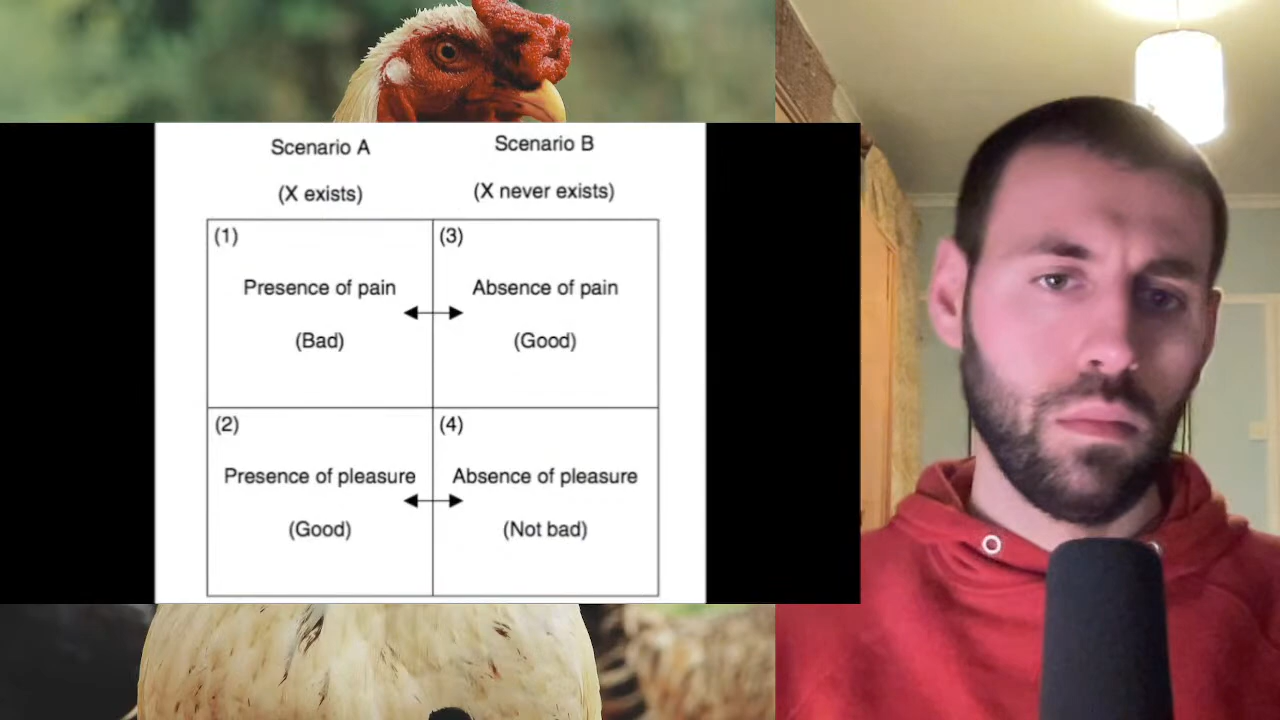 Scenario A
Scenario B
(X exists)
(X never exists)
(1)
Presence of pain
(Bad)
(3)
Absence of pain
(Good)
(2)
Presence of pleasure
(Good)
(4)
Absence of pleasure
(Not bad)